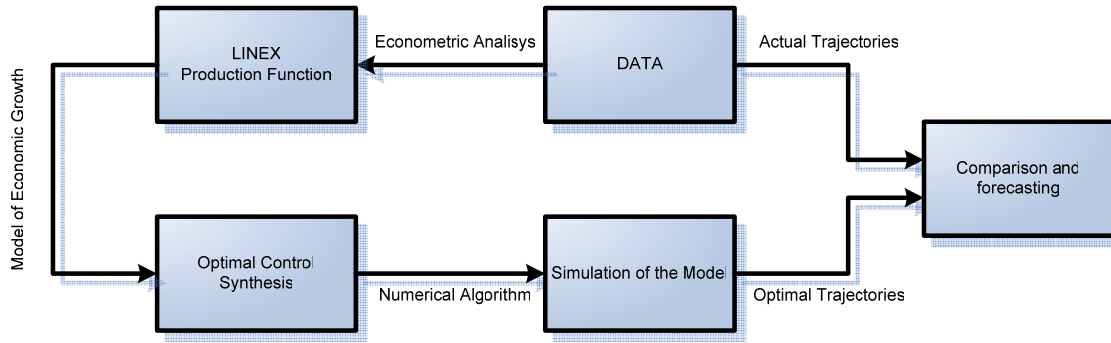 LINEX
Production Function
Econometric Analisys
DATA
Actual Trajectories
Model of Economic Growth
Comparison and
forecasting
Optimal Control
Synthesis
Numerical Algorithm
Simulation of the Model
Optimal Trajectories